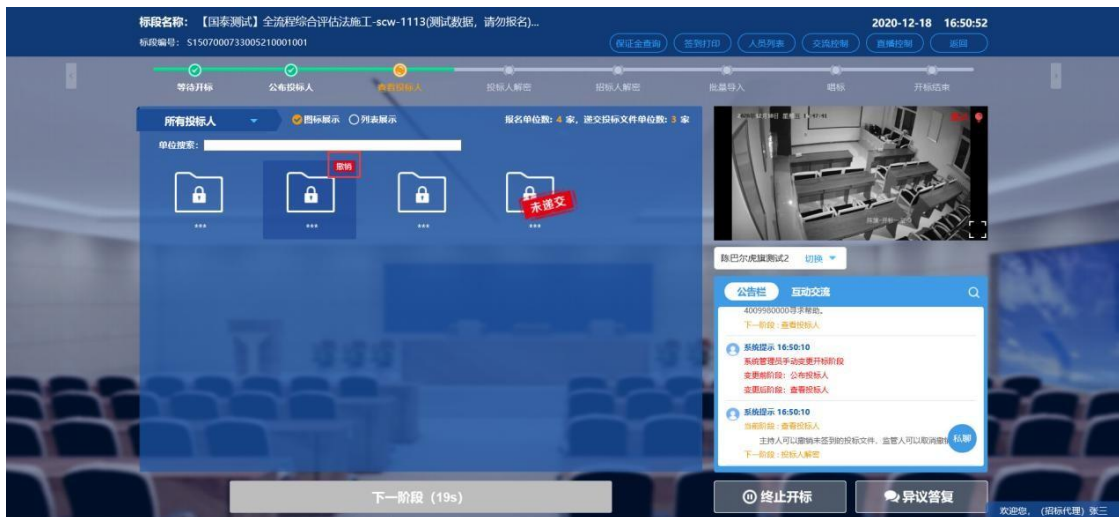 标段名称：【国泰测试】全流程综合评估法施工-scw-1113(测试数据，请勿报名)...
2020-12-18 16:50:52
标段编号：S1507000733005210001001
保证金查询 签到打印 人员列表 交流控制 直播控制 返回
等待开标 公布投标人 查看投标人 投标人解密 招标人解密 批量导入 唱标 开标结束
所有投标人 图标展示 列表展示 报名单位数：4 家，递交投标文件单位数：3 家
单位搜索：
撤销
未递交
*** *** *** ***
陈巴尔虎旗测试2 切换
公告栏 互动交流
4009980000寻求帮助。
下一阶段：查看投标人
系统提示 16:50:10
系统管理员手动变更开标阶段
变更前阶段：公布投标人
变更后阶段：查看投标人
系统提示 16:50:10
当前阶段：查看投标人
主持人可以撤销未签到的投标文件、监管人可以取消撤销
私聊
下一阶段：投标人解密
下一阶段（19s）
终止开标 异议答复
欢迎您，（招标代理）张三